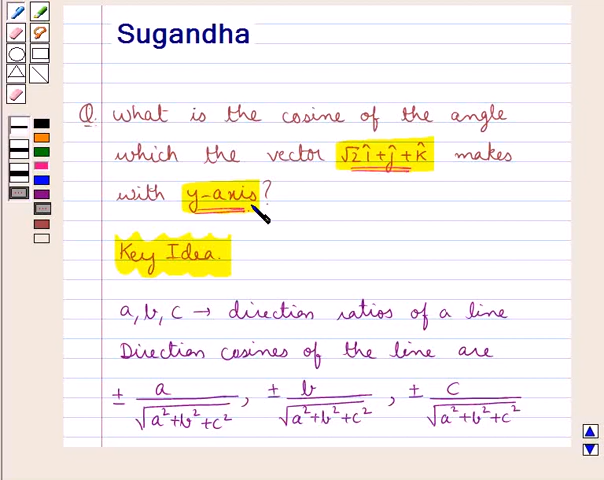 Sugandha
Q. What is the cosine of the angle
which the vector √2 î + ĵ + k̂ makes
with y-axis?
Key Idea.
a, b, c → direction ratios of a line
Direction cosines of the line are
± a/√(a²+b²+c²), ± b/√(a²+b²+c²), ± c/√(a²+b²+c²)